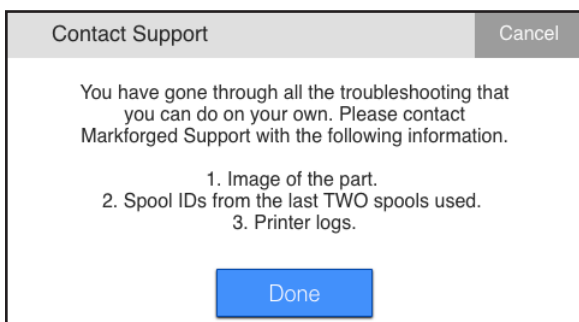 Contact Support
Cancel
You have gone through all the troubleshooting that
you can do on your own. Please contact
Markforged Support with the following information.
1. Image of the part.
2. Spool IDs from the last TWO spools used.
3. Printer logs.
Done